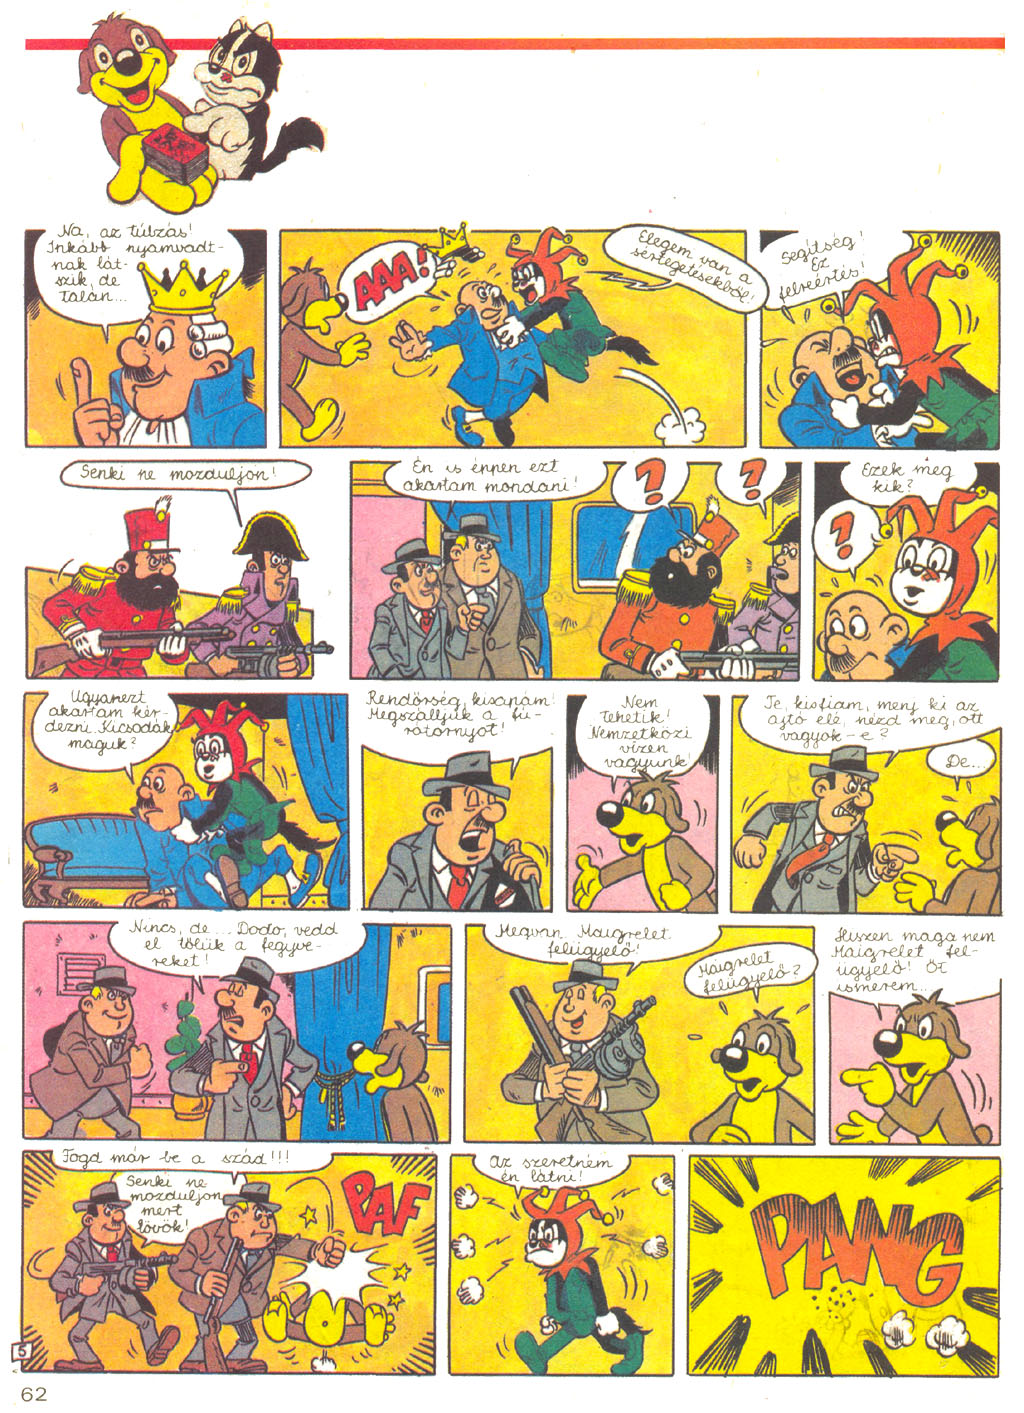 Na, az túlzás!
Inkább nyamvadt-
nak lát-
szik, de
talán...
AAA!
Elegem van a
sértegetésekből!
Segítség!
Ez
félreértés!
Senki ne mozduljon!
Én is éppen ezt
akartam mondani!
?
?
Ezek meg
kik?
?
Ugyanezt
akartam kér-
dezni. Kicsodák
maguk?
Rendőrség, kisapám!
Megszálljuk a fú-
rótornyot!
Nem
tehetik!
Nemzetközi
vizen
vagyunk!
Te, kisfiam, menj ki az
ajtó elé, nézd meg, ott
vagyok-e?
De...
Nincs, de... Dodo, vedd
el tőlük a fegyve-
reket!
Megvan, Maigrelet
felügyelő!
Maigrelet
felügyelő?
Hiszen maga nem
Maigrelet fel-
ügyelő! Őt
ismerem...
Fogd már be a szád!!!
Senki ne
mozduljon,
mert
lövök!
PAF
Az szeretném
én látni!
PANG
5
62